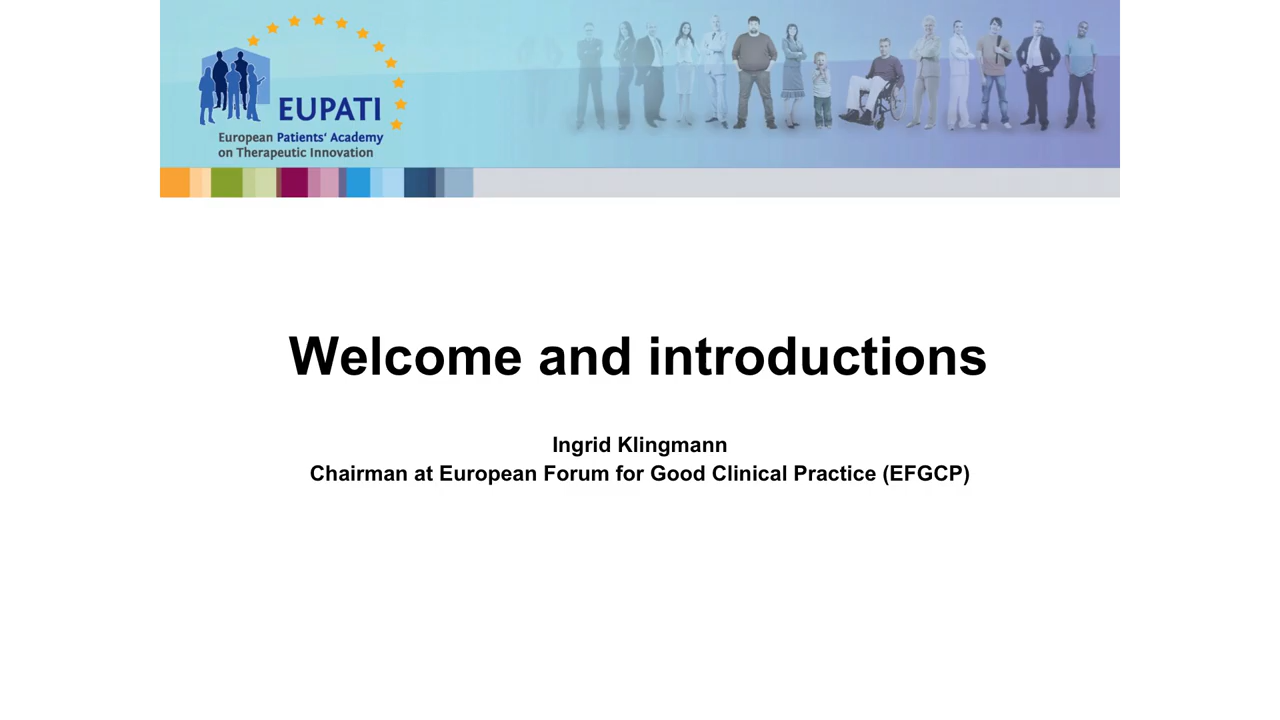 EUPATI
European Patients‘ Academy
on Therapeutic Innovation
Welcome and introductions
Ingrid Klingmann
Chairman at European Forum for Good Clinical Practice (EFGCP)